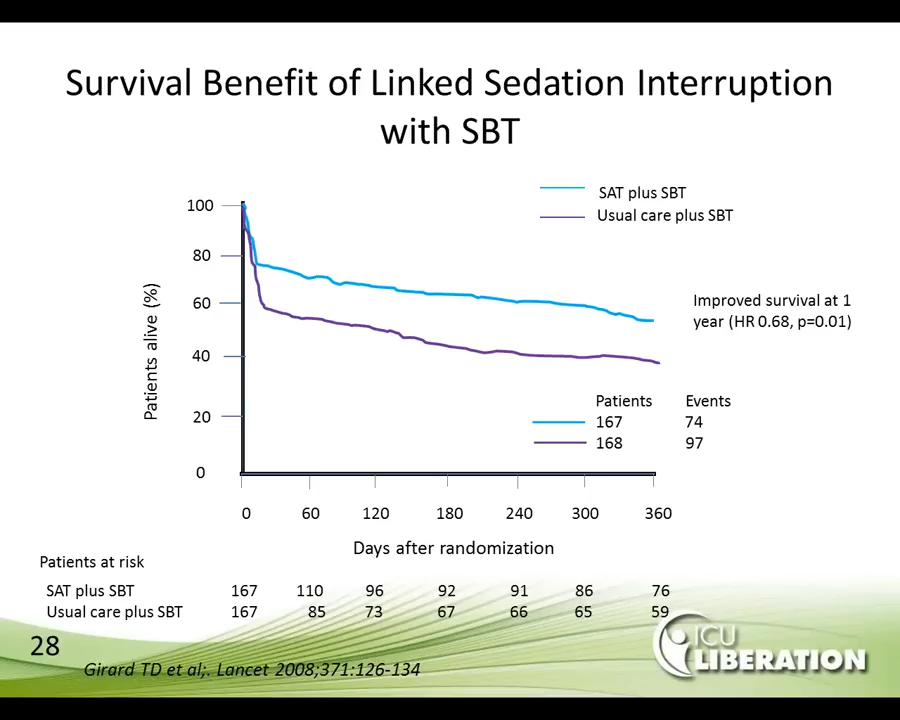 Survival Benefit of Linked Sedation Interruption
with SBT
SAT plus SBT
Usual care plus SBT
Patients alive (%)
100
80
60
40
20
0
Improved survival at 1
year (HR 0.68, p=0.01)
Patients Events
167 74
168 97
0 60 120 180 240 300 360
Days after randomization
Patients at risk
SAT plus SBT 167 110 96 92 91 86 76
Usual care plus SBT 167 85 73 67 66 65 59
28
Girard TD et al;. Lancet 2008;371:126-134
ICU
LIBERATION